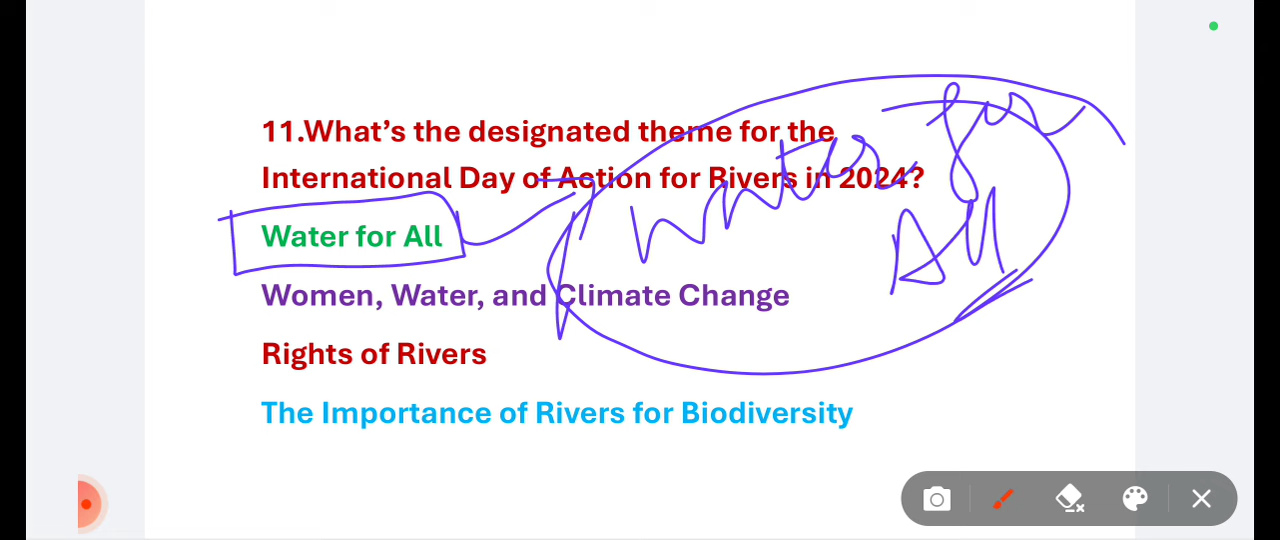 11.What's the designated theme for the
International Day of Action for Rivers in 2024?
Water for All
Women, Water, and Climate Change
Rights of Rivers
The Importance of Rivers for Biodiversity
water for
All